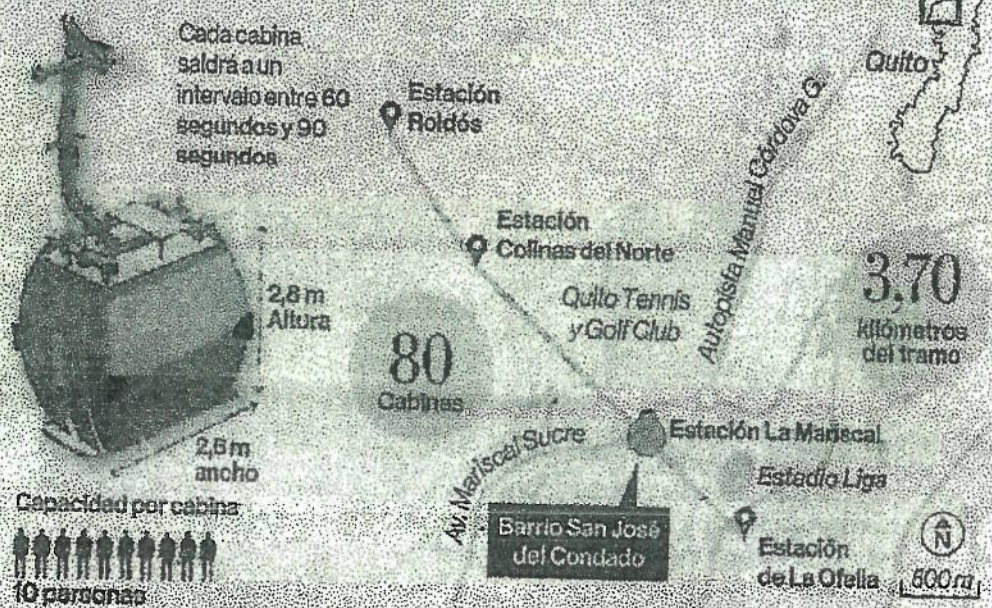 Cada cabina
saldrá a un
intervalo entre 60
segundos y 90
segundos
Estación
Roldós
Quito
Autopista Manuel Córdova G.
Estación
Colinas del Norte
2,8 m
Altura
Quito Tennis
y Golf Club
3,70
kilómetros
del tramo
80
Cabinas
2,6 m
ancho
Av. Mariscal Sucre
Estación La Mariscal
Estadio Liga
Capacidad por cabina
10 personas
Barrio San José
del Condado
Estación
de La Ofelia
N
500 m